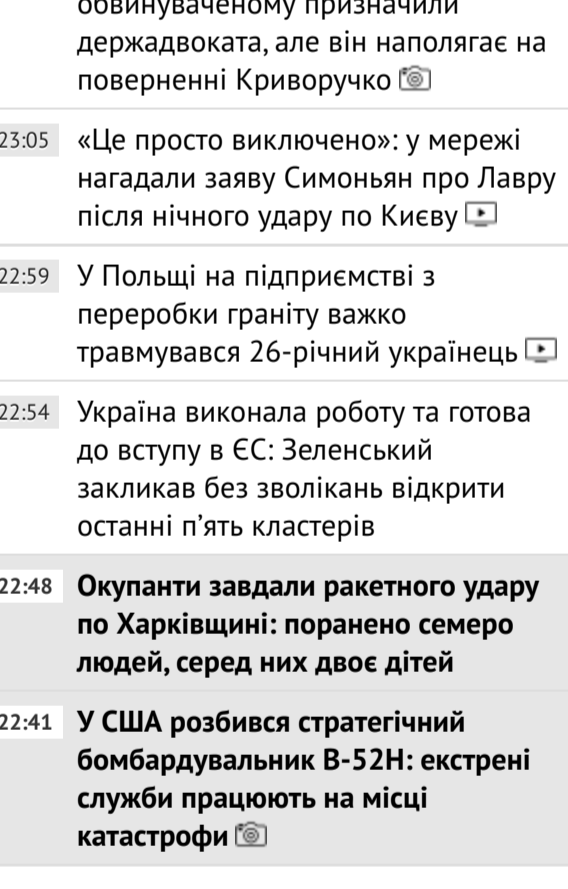 обвинуваченому призначили
держадвоката, але він наполягає на
поверненні Криворучко
23:05 «Це просто виключено»: у мережі
нагадали заяву Симоньян про Лавру
після нічного удару по Києву
22:59 У Польщі на підприємстві з
переробки граніту важко
травмувався 26-річний українець
22:54 Україна виконала роботу та готова
до вступу в ЄС: Зеленський
закликав без зволікань відкрити
останні п’ять кластерів
22:48 Окупанти завдали ракетного удару
по Харківщині: поранено семеро
людей, серед них двоє дітей
22:41 У США розбився стратегічний
бомбардувальник B-52H: екстрені
служби працюють на місці
катастрофи